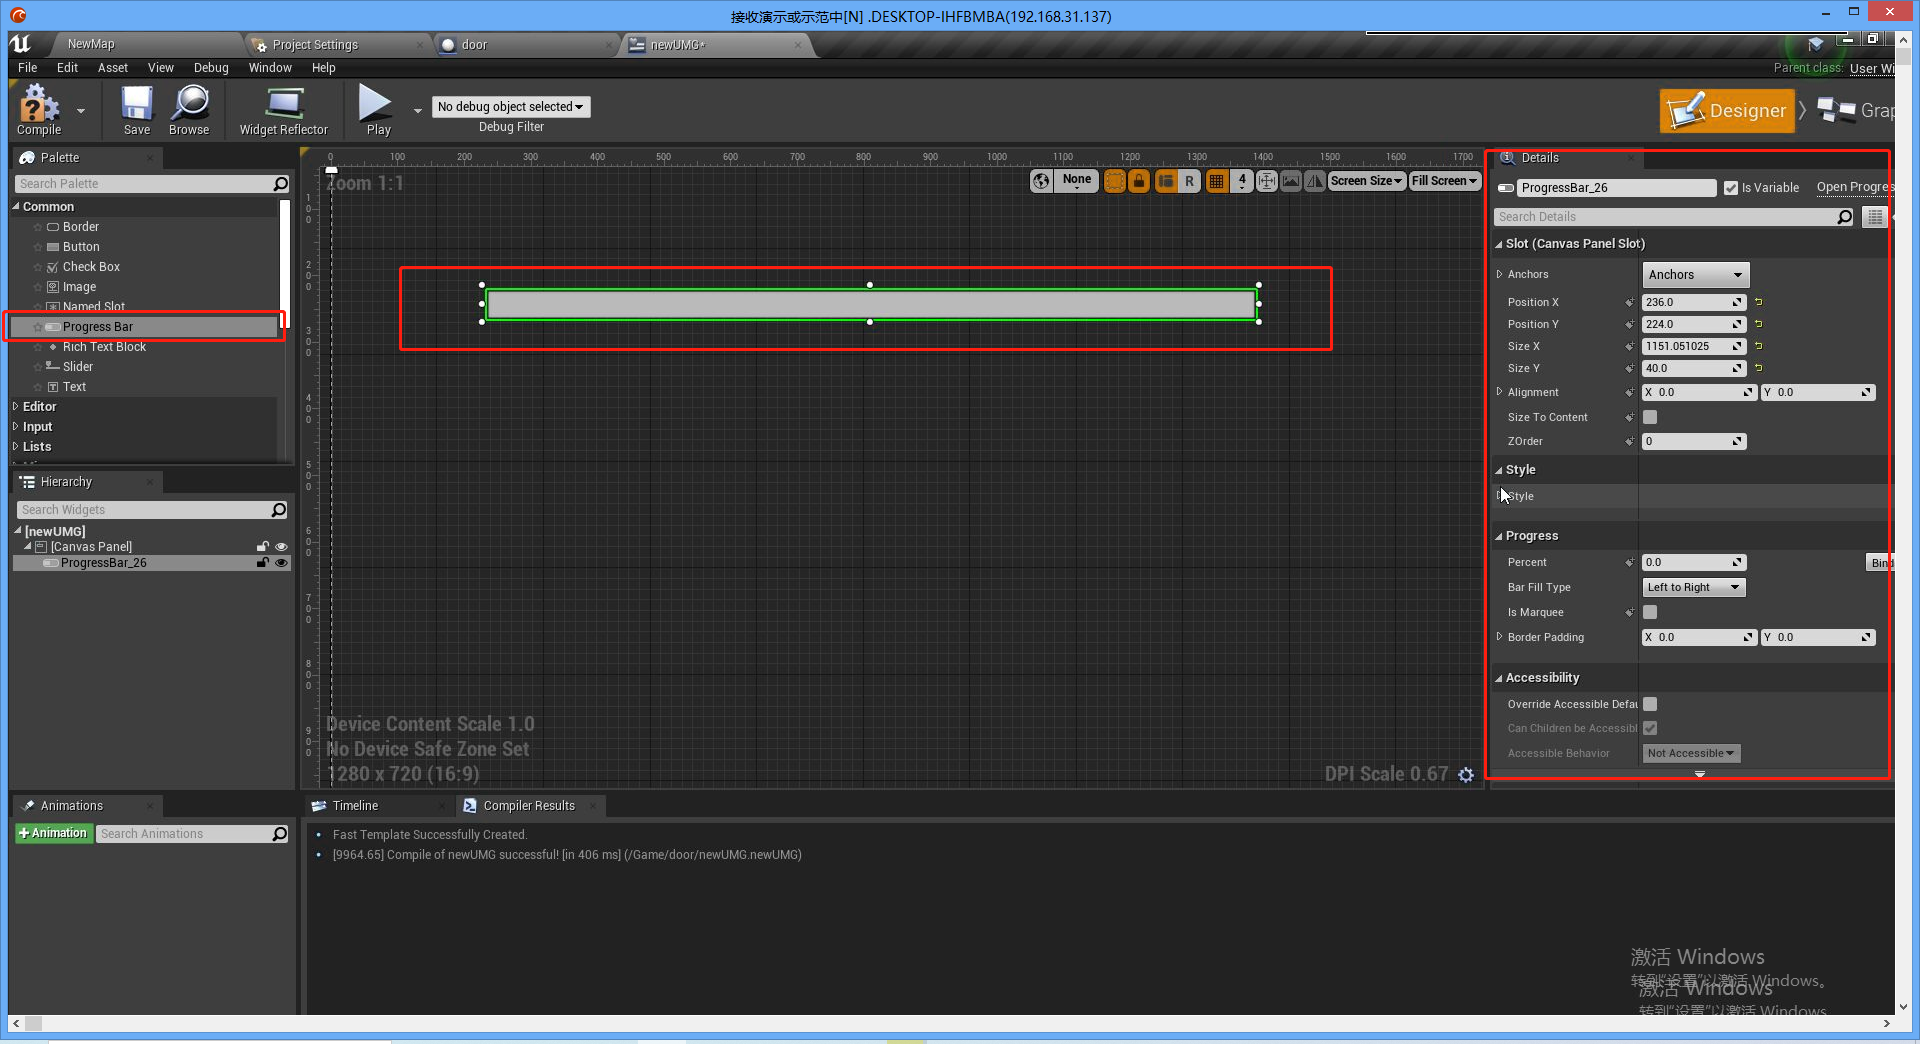 接收演示或示范中[N] .DESKTOP-IHFBMBA(192.168.31.137)
NewMap
Project Settings
door
newUMG*
File Edit Asset View Debug Window Help
Parent class: User Wi
Compile
Save
Browse
Widget Reflector
Play
No debug object selected
Debug Filter
Designer
Grap
Palette
Search Palette
Common
Border
Button
Check Box
Image
Named Slot
Progress Bar
Rich Text Block
Slider
Text
Editor
Input
Lists
Hierarchy
Search Widgets
[newUMG]
[Canvas Panel]
ProgressBar_26
0 100 200 300 400 500 600 700 800 900 1000 1100 1200 1300 1400 1500 1600 1700
Zoom 1:1
None
R
4
Screen Size
Fill Screen
100
200
300
400
500
600
700
800
900
Device Content Scale 1.0
No Device Safe Zone Set
1280 x 720 (16:9)
DPI Scale 0.67
Details
ProgressBar_26
Is Variable
Open Progres
Search Details
Slot (Canvas Panel Slot)
Anchors
Anchors
Position X 236.0
Position Y 224.0
Size X 1151.051025
Size Y 40.0
Alignment X 0.0 Y 0.0
Size To Content
ZOrder 0
Style
Style
Progress
Percent 0.0 Bind
Bar Fill Type Left to Right
Is Marquee
Border Padding X 0.0 Y 0.0
Accessibility
Override Accessible Defau
Can Children be Accessibl
Accessible Behavior Not Accessible
Animations
+Animation
Search Animations
Timeline
Compiler Results
Fast Template Successfully Created.
[9964.65] Compile of newUMG successful! [in 406 ms] (/Game/door/newUMG.newUMG)
激活 Windows
转到“设置”以激活 Windows。
激活 Windows
转到“设置”以激活 Windows